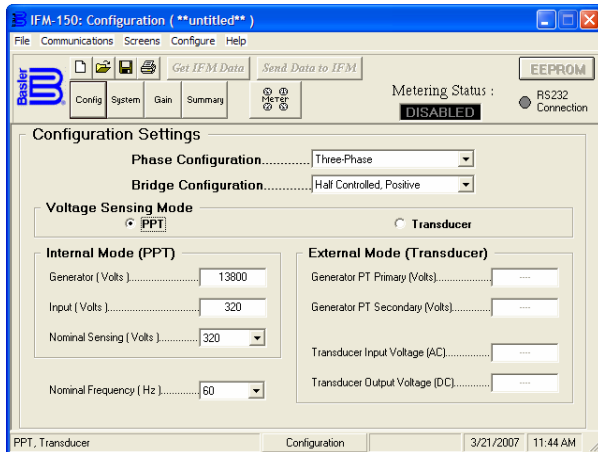 IFM-150: Configuration ( **untitled** )
File Communications Screens Configure Help
Basler
Get IFM Data
Send Data to IFM
EEPROM
Config
System
Gain
Summary
METER
Metering Status :
DISABLED
RS232
Connection
Configuration Settings
Phase Configuration............ Three-Phase
Bridge Configuration............ Half Controlled, Positive
Voltage Sensing Mode
PPT
Transducer
Internal Mode (PPT)
Generator ( Volts )........................ 13800
Input ( Volts )................................ 320
Nominal Sensing ( Volts )............. 320
Nominal Frequency ( Hz )............. 60
External Mode (Transducer)
Generator PT Primary (Volts)................ ----
Generator PT Secondary (Volts)............ ----
Transducer Input Voltage (AC)............... ----
Transducer Output Voltage (DC)............ ----
PPT, Transducer
Configuration
3/21/2007
11:44 AM